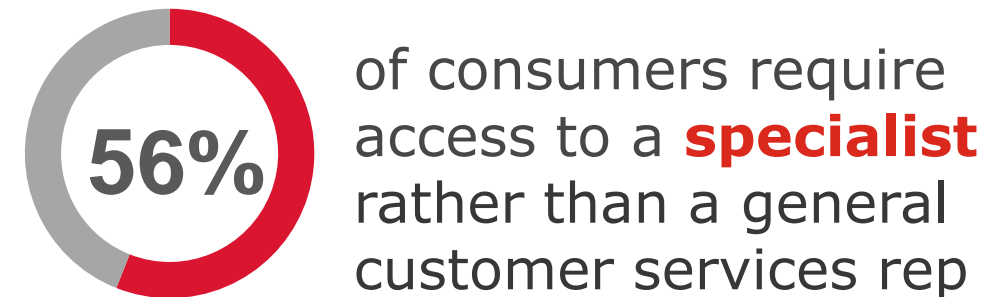 56%
of consumers require
access to a specialist
rather than a general
customer services rep